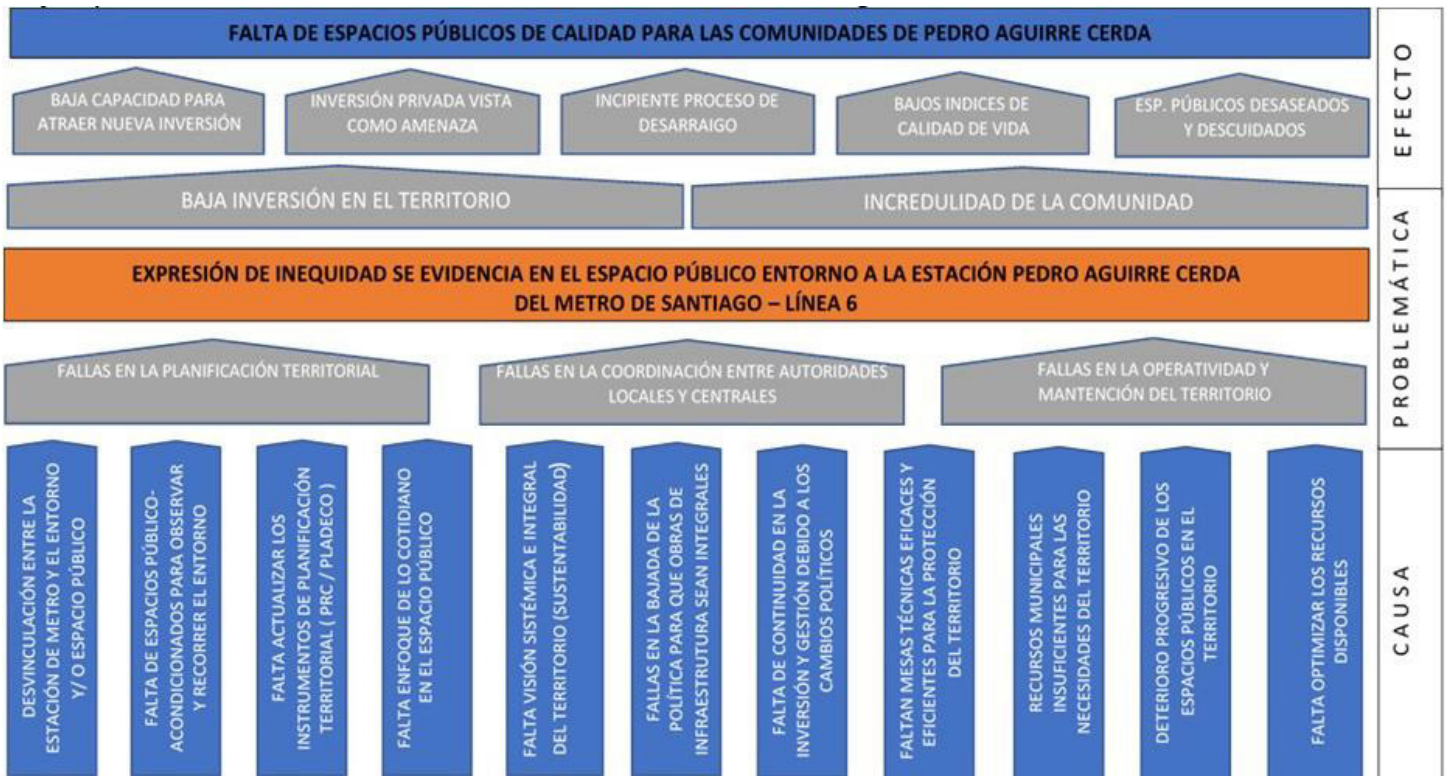 FALTA DE ESPACIOS PÚBLICOS DE CALIDAD PARA LAS COMUNIDADES DE PEDRO AGUIRRE CERDA
BAJA CAPACIDAD PARA
ATRAER NUEVA INVERSIÓN
INVERSIÓN PRIVADA VISTA
COMO AMENAZA
INCIPIENTE PROCESO DE
DESARRAIGO
BAJOS INDICES DE
CALIDAD DE VIDA
ESP. PÚBLICOS DESASEADOS
Y DESCUIDADOS
EFECTO
BAJA INVERSIÓN EN EL TERRITORIO
INCREDULIDAD DE LA COMUNIDAD
EXPRESIÓN DE INEQUIDAD SE EVIDENCIA EN EL ESPACIO PÚBLICO ENTORNO A LA ESTACIÓN PEDRO AGUIRRE CERDA
DEL METRO DE SANTIAGO – LÍNEA 6
FALLAS EN LA PLANIFICACIÓN TERRITORIAL
FALLAS EN LA COORDINACIÓN ENTRE AUTORIDADES
LOCALES Y CENTRALES
FALLAS EN LA OPERATIVIDAD Y
MANTENCIÓN DEL TERRITORIO
PROBLEMÁTICA
DESVINCULACIÓN ENTRE LA
ESTACIÓN DE METRO Y EL ENTORNO
Y/ O ESPACIO PÚBLICO
FALTA DE ESPACIOS PÚBLICO-
ACONDICIONADOS PARA OBSERVAR
Y RECORRER EL ENTORNO
FALTA ACTUALIZAR LOS
INSTRUMENTOS DE PLANIFICACIÓN
TERRITORIAL ( PRC / PLADECO )
FALTA ENFOQUE DE LO COTIDIANO
EN EL ESPACIO PÚBLICO
FALTA VISIÓN SISTÉMICA E INTEGRAL
DEL TERRITORIO (SUSTENTABILIDAD)
FALLAS EN LA BAJADA DE LA
POLÍTICA PARA QUE OBRAS DE
INFRAESTRUTURA SEAN INTEGRALES
FALTA DE CONTINUIDAD EN LA
INVERSIÓN Y GESTIÓN DEBIDO A LOS
CAMBIOS POLÍTICOS
FALTAN MESAS TÉCNICAS EFICACES Y
EFICIENTES PARA LA PROTECCIÓN
DEL TERRITORIO
RECURSOS MUNICIPALES
INSUFICIENTES PARA LAS
NECESIDADES DEL TERRITORIO
DETERIORO PROGRESIVO DE LOS
ESPACIOS PÚBLICOS EN EL
TERRITORIO
FALTA OPTIMIZAR LOS RECURSOS
DISPONIBLES
CAUSA